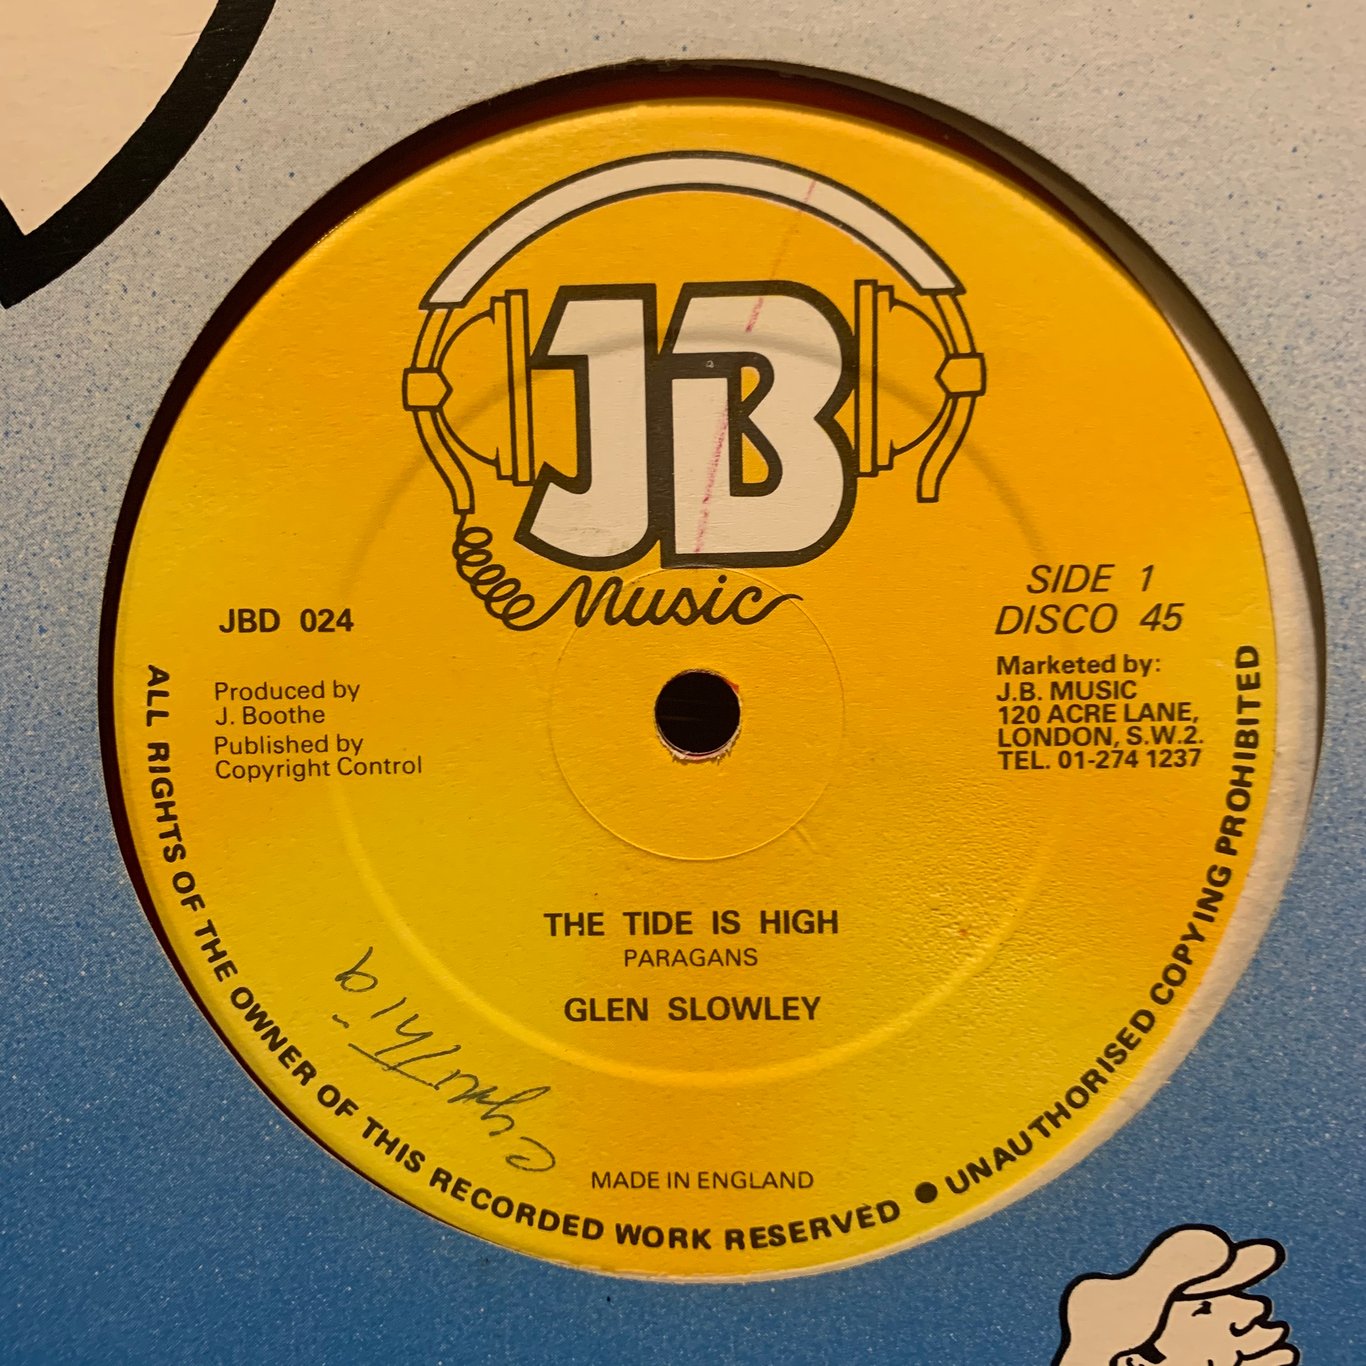 JB
Music
JBD 024
Produced by
J. Boothe
Published by
Copyright Control
SIDE 1
DISCO 45
Marketed by:
J.B. MUSIC
120 ACRE LANE,
LONDON, S.W.2.
TEL. 01-274 1237
THE TIDE IS HIGH
PARAGANS
GLEN SLOWLEY
Cynthia
MADE IN ENGLAND
ALL RIGHTS OF THE OWNER OF THIS RECORDED WORK RESERVED ● UNAUTHORISED COPYING PROHIBITED